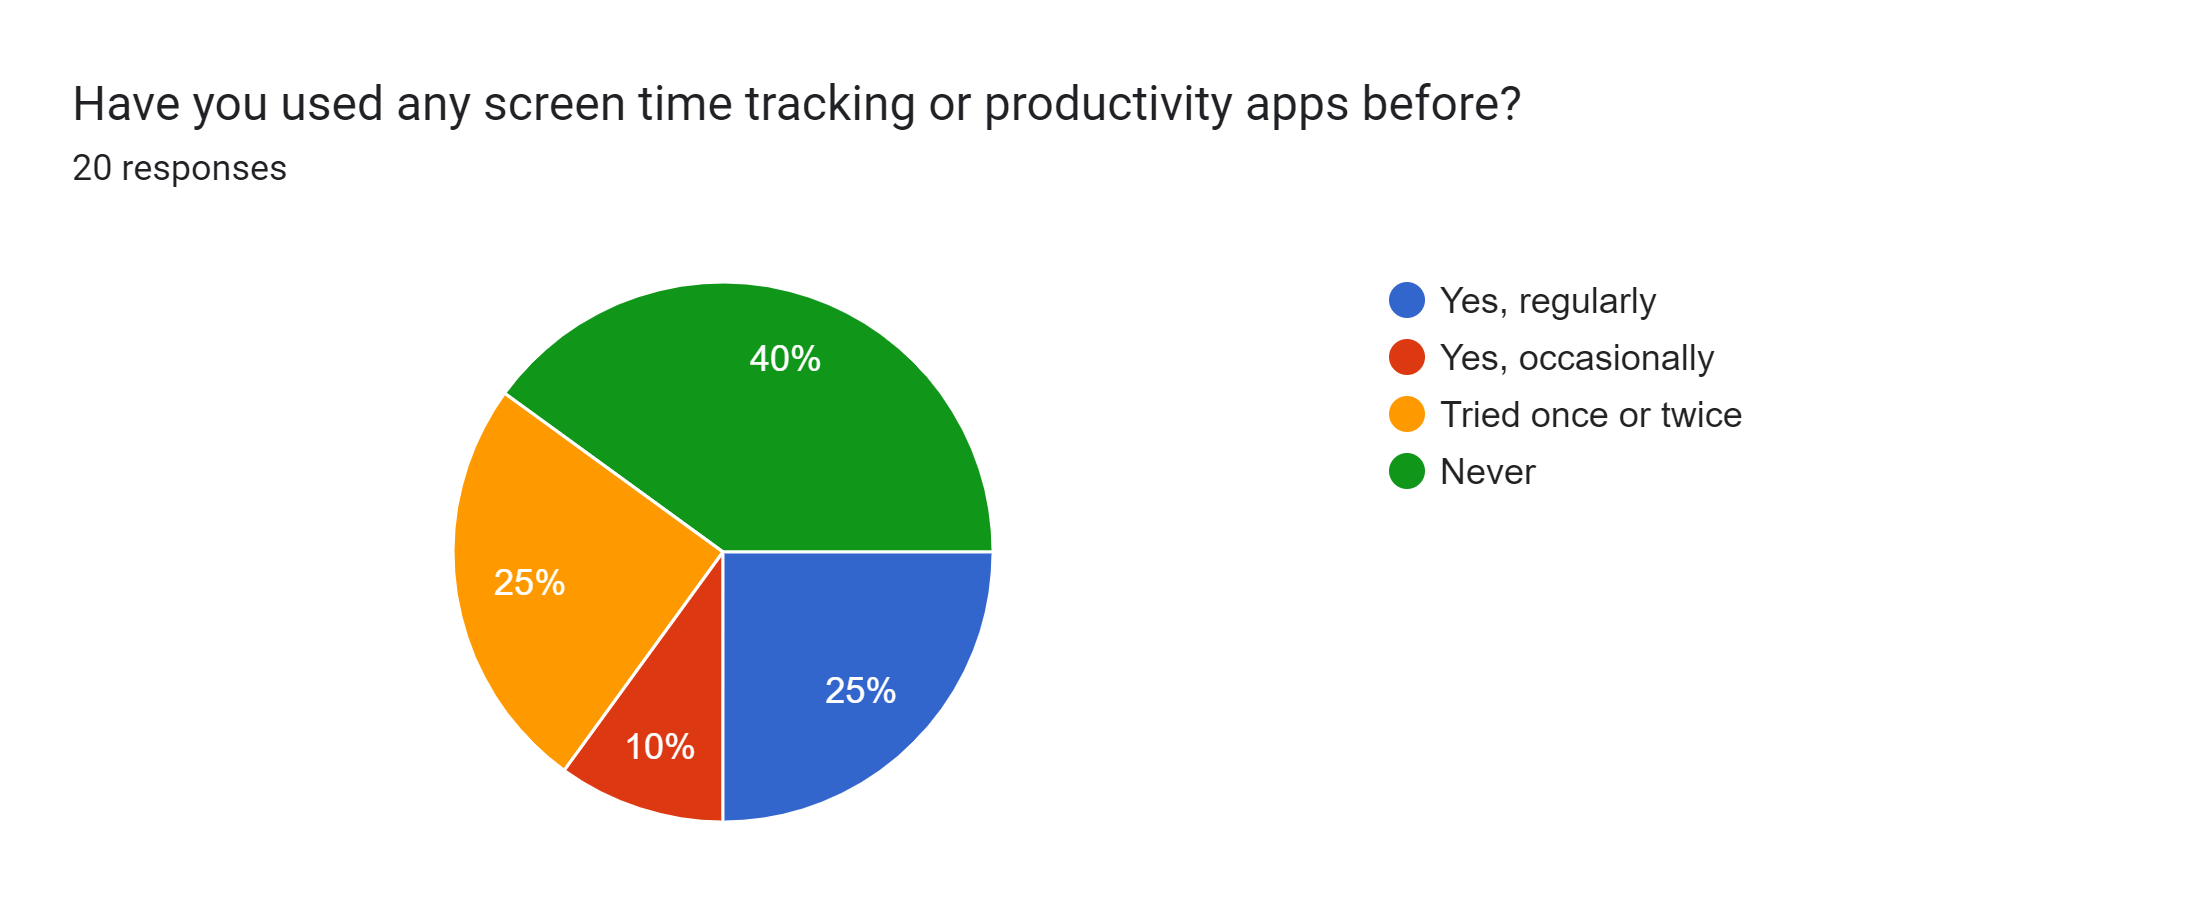 Have you used any screen time tracking or productivity apps before?
20 responses
Yes, regularly
Yes, occasionally
Tried once or twice
Never
40%
25%
25%
10%